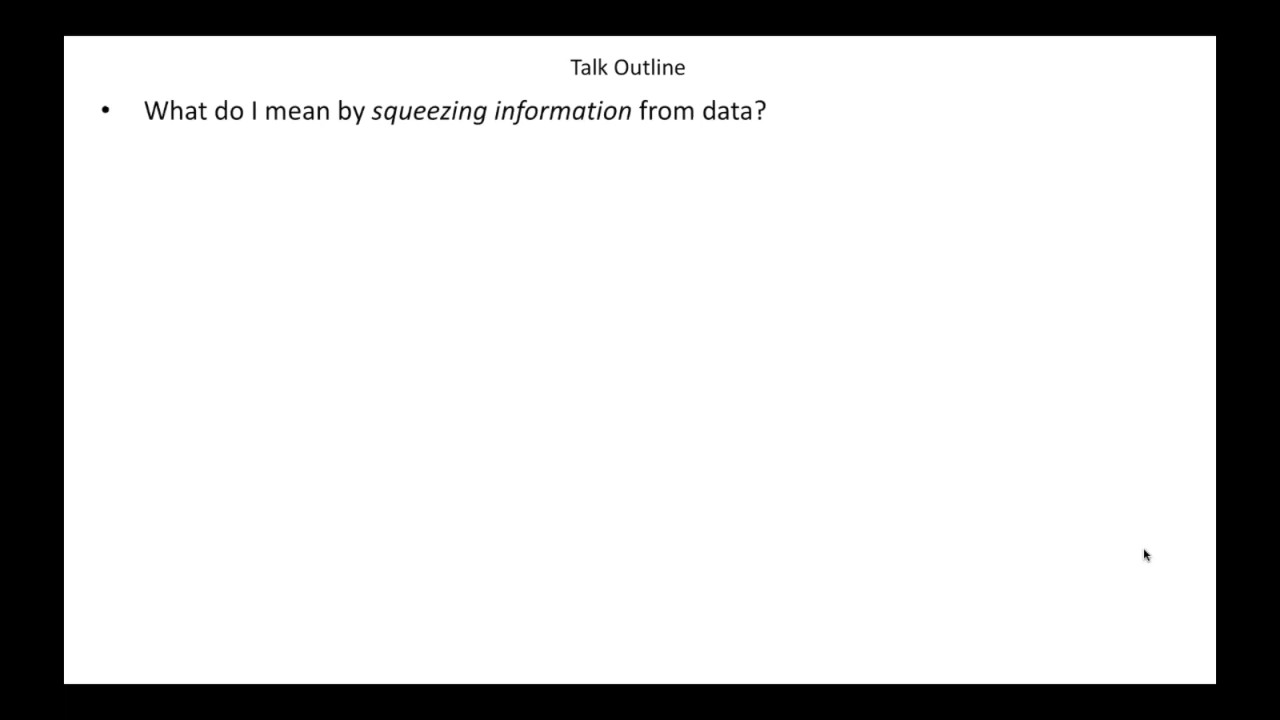 Talk Outline
• What do I mean by squeezing information from data?